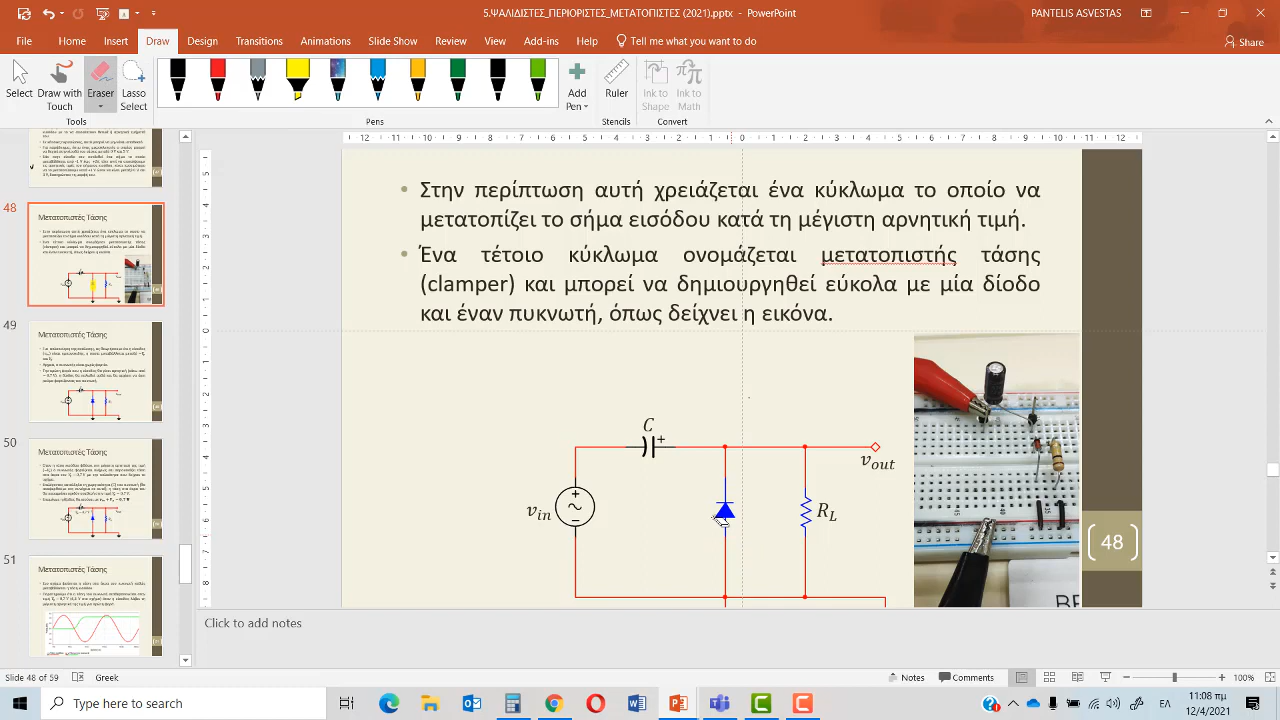 5.ΨΑΛΙΔΙΣΤΕΣ_ΠΕΡΙΟΡΙΣΤΕΣ_ΜΕΤΑΤΟΠΙΣΤΕΣ (2021).pptx - PowerPoint
PANTELIS ASVESTAS
File Home Insert Draw Design Transitions Animations Slide Show Review View Add-ins Help Tell me what you want to do
Share
Select
Draw with Touch
Eraser
Lasso Select
Add Pen
Ruler
Ink to Shape
Ink to Math
Tools
Pens
Stencils
Convert
Στην περίπτωση αυτή χρειάζεται ένα κύκλωμα το οποίο να
μετατοπίζει το σήμα εισόδου κατά τη μέγιστη αρνητική τιμή.
Ένα τέτοιο κύκλωμα ονομάζεται μετατοπιστής τάσης
(clamper) και μπορεί να δημιουργηθεί εύκολα με μία δίοδο
και έναν πυκνωτή, όπως δείχνει η εικόνα.
C
+
v_out
v_in
R_L
48
48
Μετατοπιστές Τάσης
49
Μετατοπιστές Τάσης
50
Μετατοπιστές Τάσης
51
Μετατοπιστές Τάσης
Click to add notes
Slide 48 of 59
Greek
Notes
Comments
100%
Type here to search
ΕΛ
11:08 πμ
12/4/2021